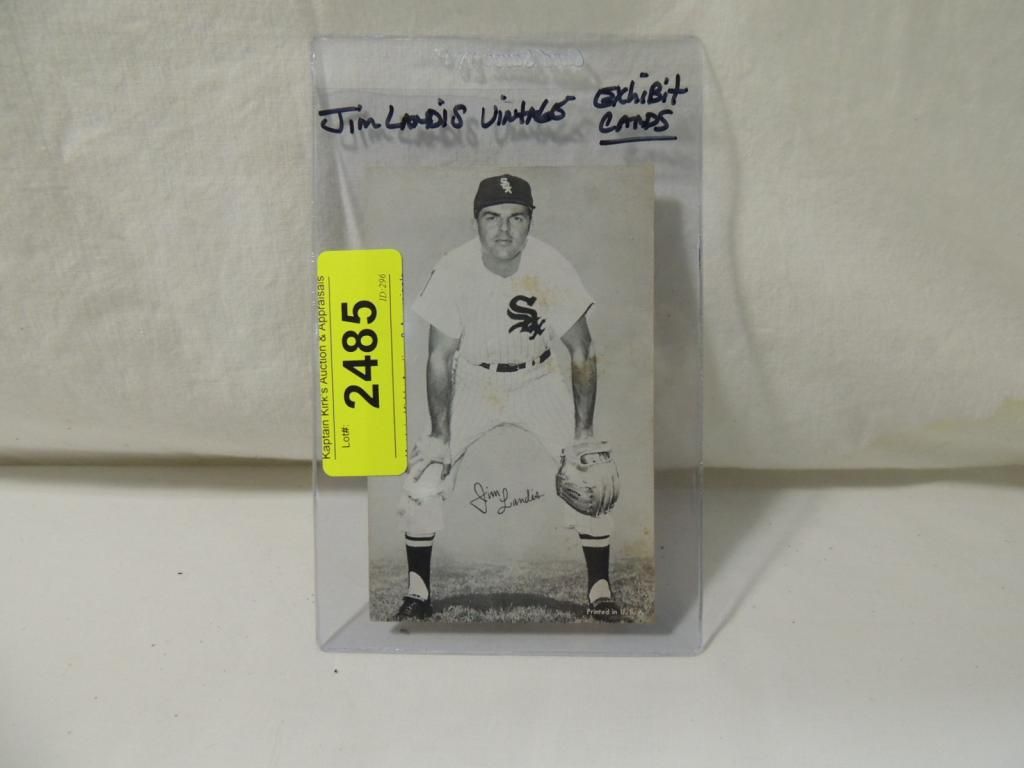 Jim LANDIS VINTAGE EXHIBIT
CARDS
Kaptain Kirk's Auction & Appraisals
Lot#:
2485
ID:296
Sox
Sox
Jim Landis
Printed in U. S. A.